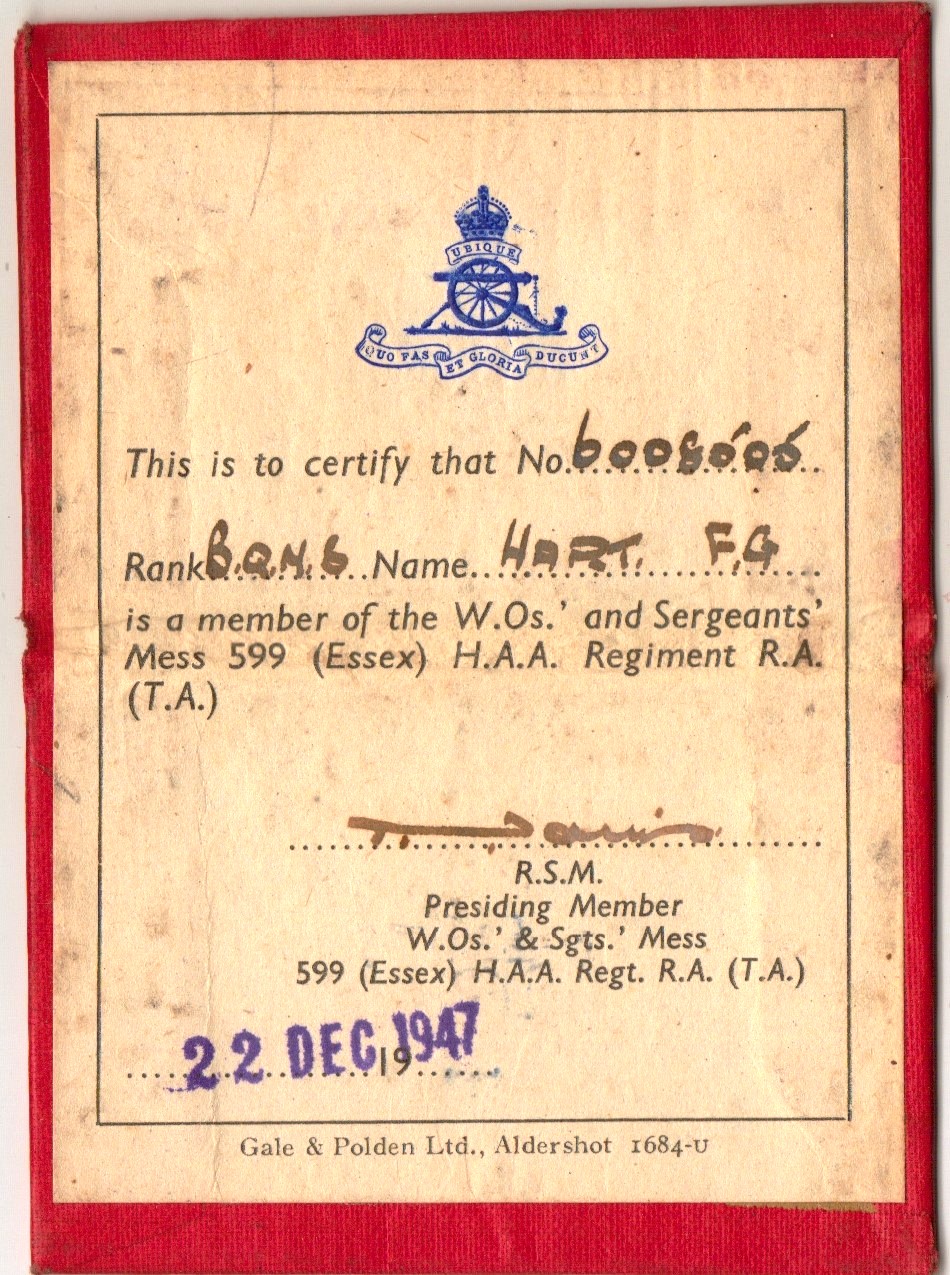 UBIQUE
QUO FAS ET GLORIA DUCUNT
This is to certify that No.
Rank B.Q.M.S Name HART. F.G
is a member of the W.Os.' and Sergeants'
Mess 599 (Essex) H.A.A. Regiment R.A.
(T.A.)
R.S.M.
Presiding Member
W.Os.' & Sgts.' Mess
599 (Essex) H.A.A. Regt. R.A. (T.A.)
22 DEC 1947 19
Gale & Polden Ltd., Aldershot 1684-U